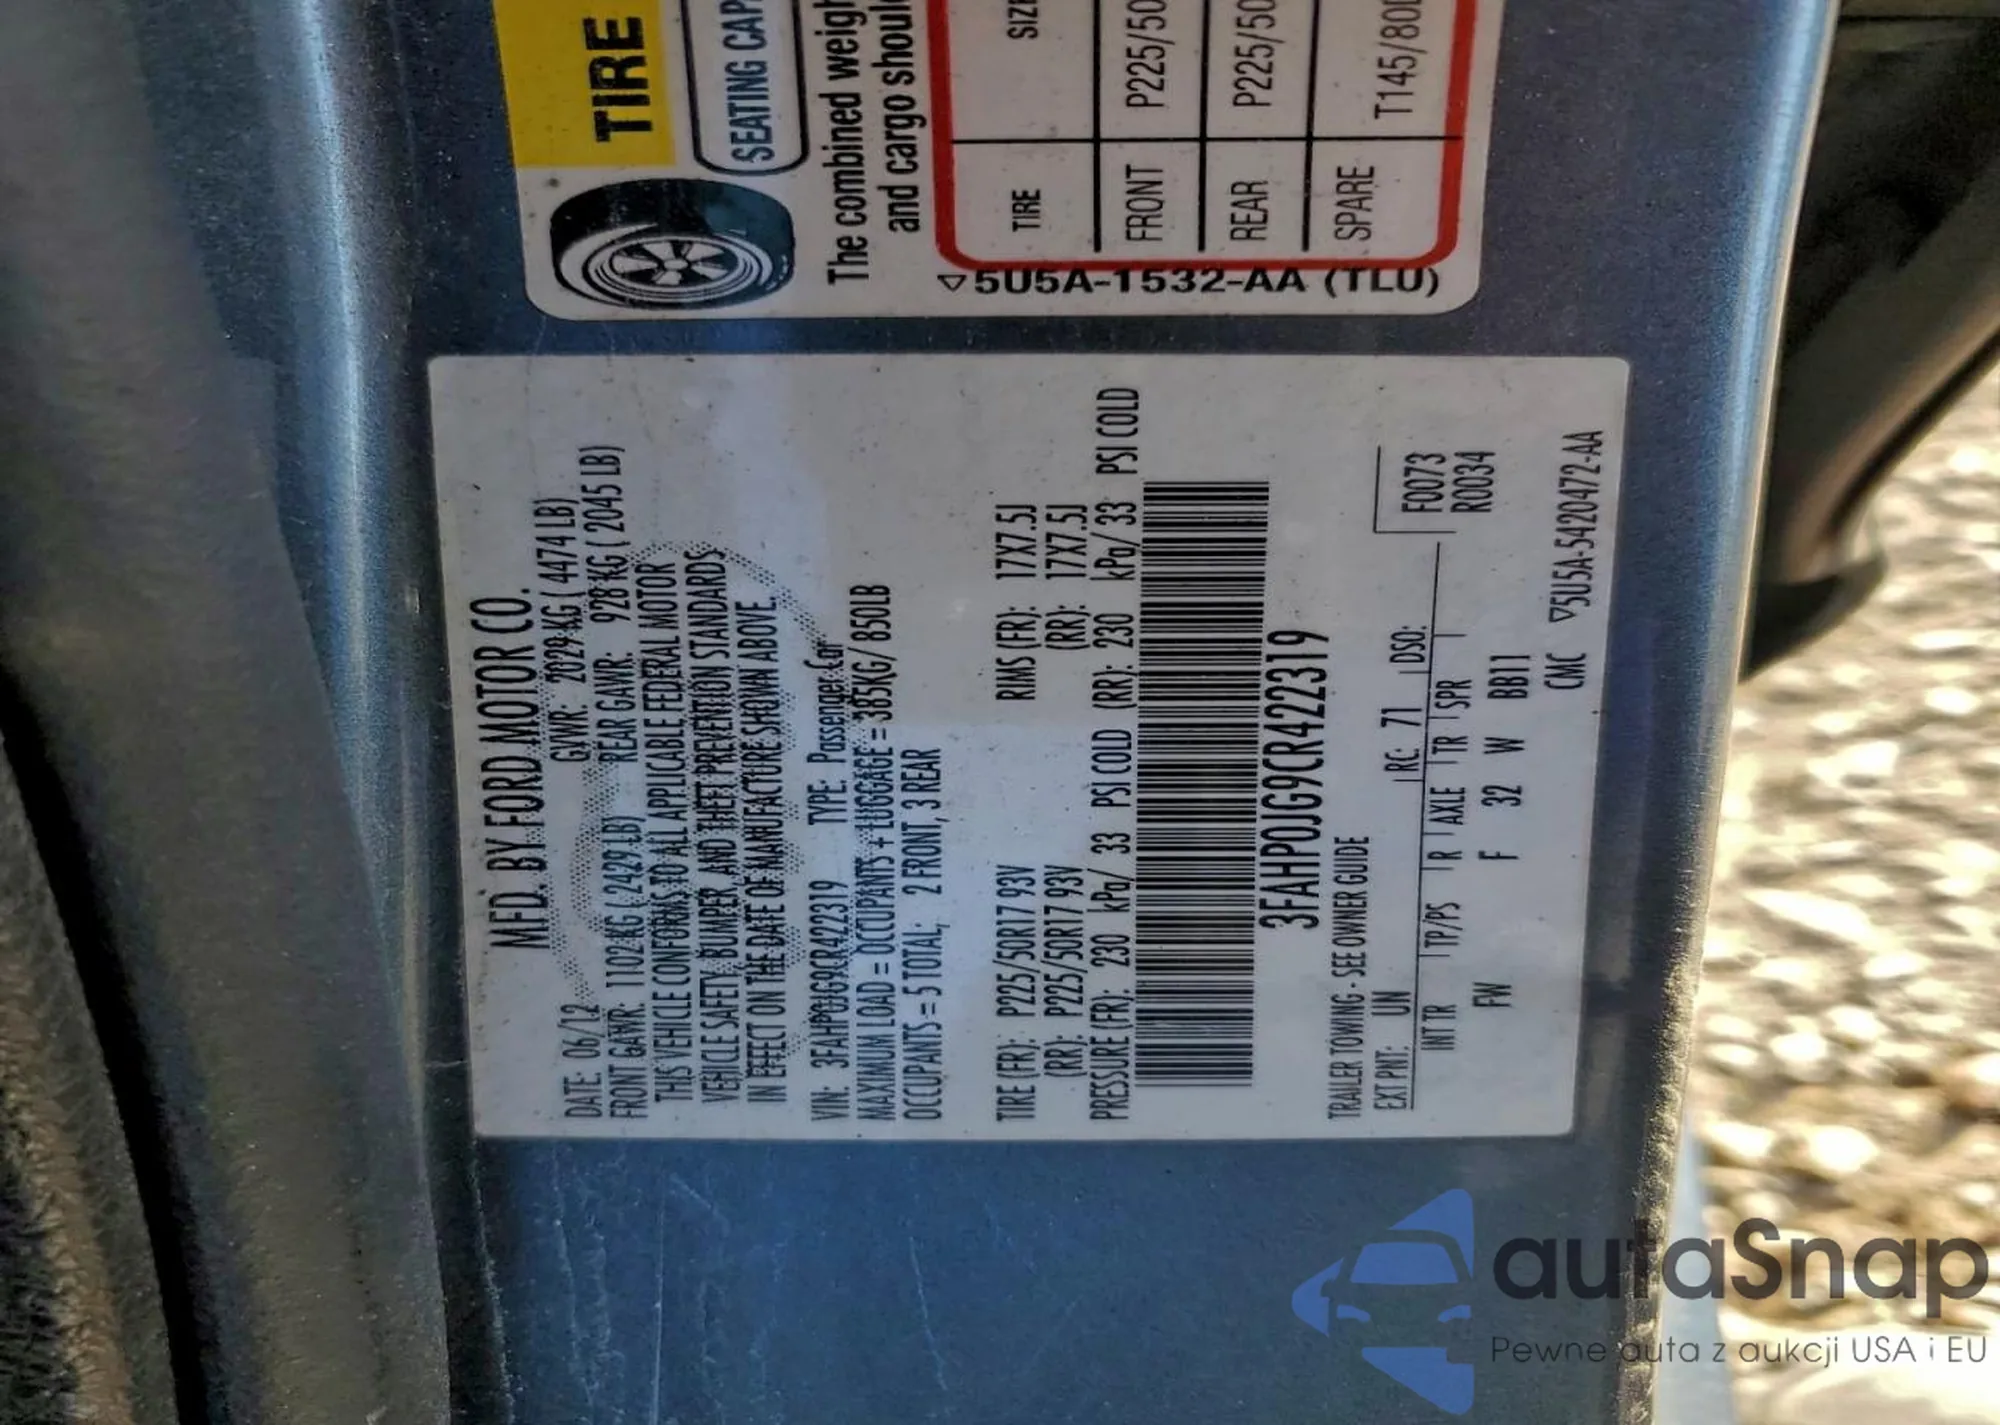 MFD. BY FORD MOTOR CO.
DATE: 06/12 GVWR: 2029 KG ( 4474 LB)
FRONT GAWR: 1102 KG ( 2429 LB) REAR GAWR: 928 KG ( 2045 LB)
THIS VEHICLE CONFORMS TO ALL APPLICABLE FEDERAL MOTOR
VEHICLE SAFETY, BUMPER, AND THEFT PREVENTION STANDARDS
IN EFFECT ON THE DATE OF MANUFACTURE SHOWN ABOVE.
VIN: 3FAHP0JG9CR422319 TYPE: Passenger Car
MAXIMUM LOAD = OCCUPANTS + LUGGAGE = 385KG/ 850LB
OCCUPANTS = 5 TOTAL; 2 FRONT, 3 REAR
TIRE (FR): P225/50R17 93V RIMS (FR): 17X7.5J
(RR): P225/50R17 93V (RR): 17X7.5J
PRESSURE (FR): 230 kPa/ 33 PSI COLD (RR): 230 kPa/ 33 PSI COLD
3FAHP0JG9CR422319
TRAILER TOWING - SEE OWNER GUIDE
EXT PNT: UN RC: 71 DSO:
F0073
INT TR TP/PS R AXLE TR SPR
R0034
FW F 32 W BB11
CMC ▽5U5A-5420472-AA
TIRE
SEATING CAP
The combined weigh
and cargo shoul
TIRE SIZE
FRONT P225/50
REAR P225/50
SPARE T145/80
◁5U5A-1532-AA (TLU)
autoSnap
Pewne auta z aukcji USA i EU